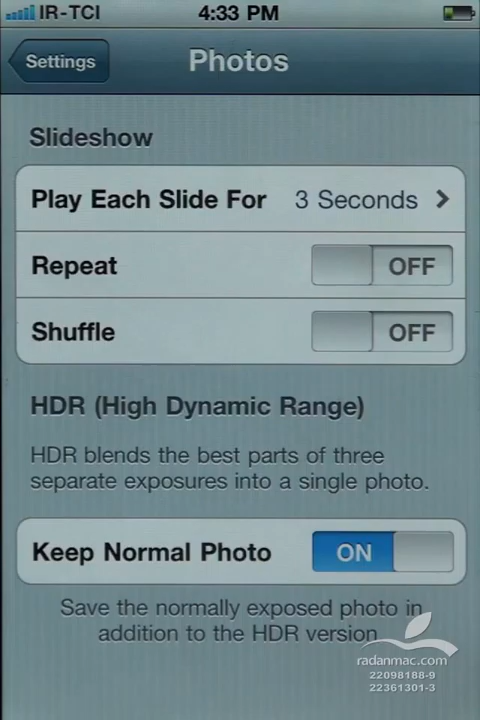 IR-TCI 4:33 PM
Settings Photos
Slideshow
Play Each Slide For 3 Seconds
Repeat OFF
Shuffle OFF
HDR (High Dynamic Range)
HDR blends the best parts of three
separate exposures into a single photo.
Keep Normal Photo ON
Save the normally exposed photo in
addition to the HDR version
radanmac.com
22098188-9
22361301-3